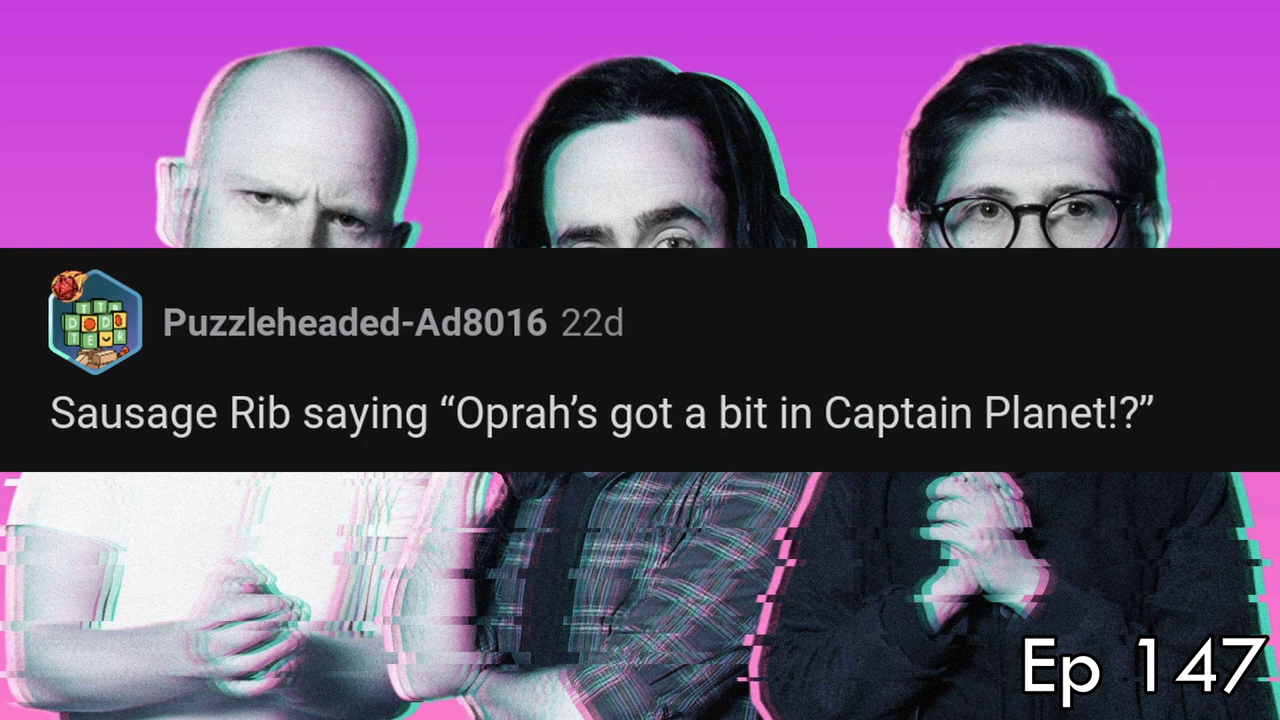 Puzzleheaded-Ad8016 22d
Sausage Rib saying “Oprah’s got a bit in Captain Planet!?”
Ep 147